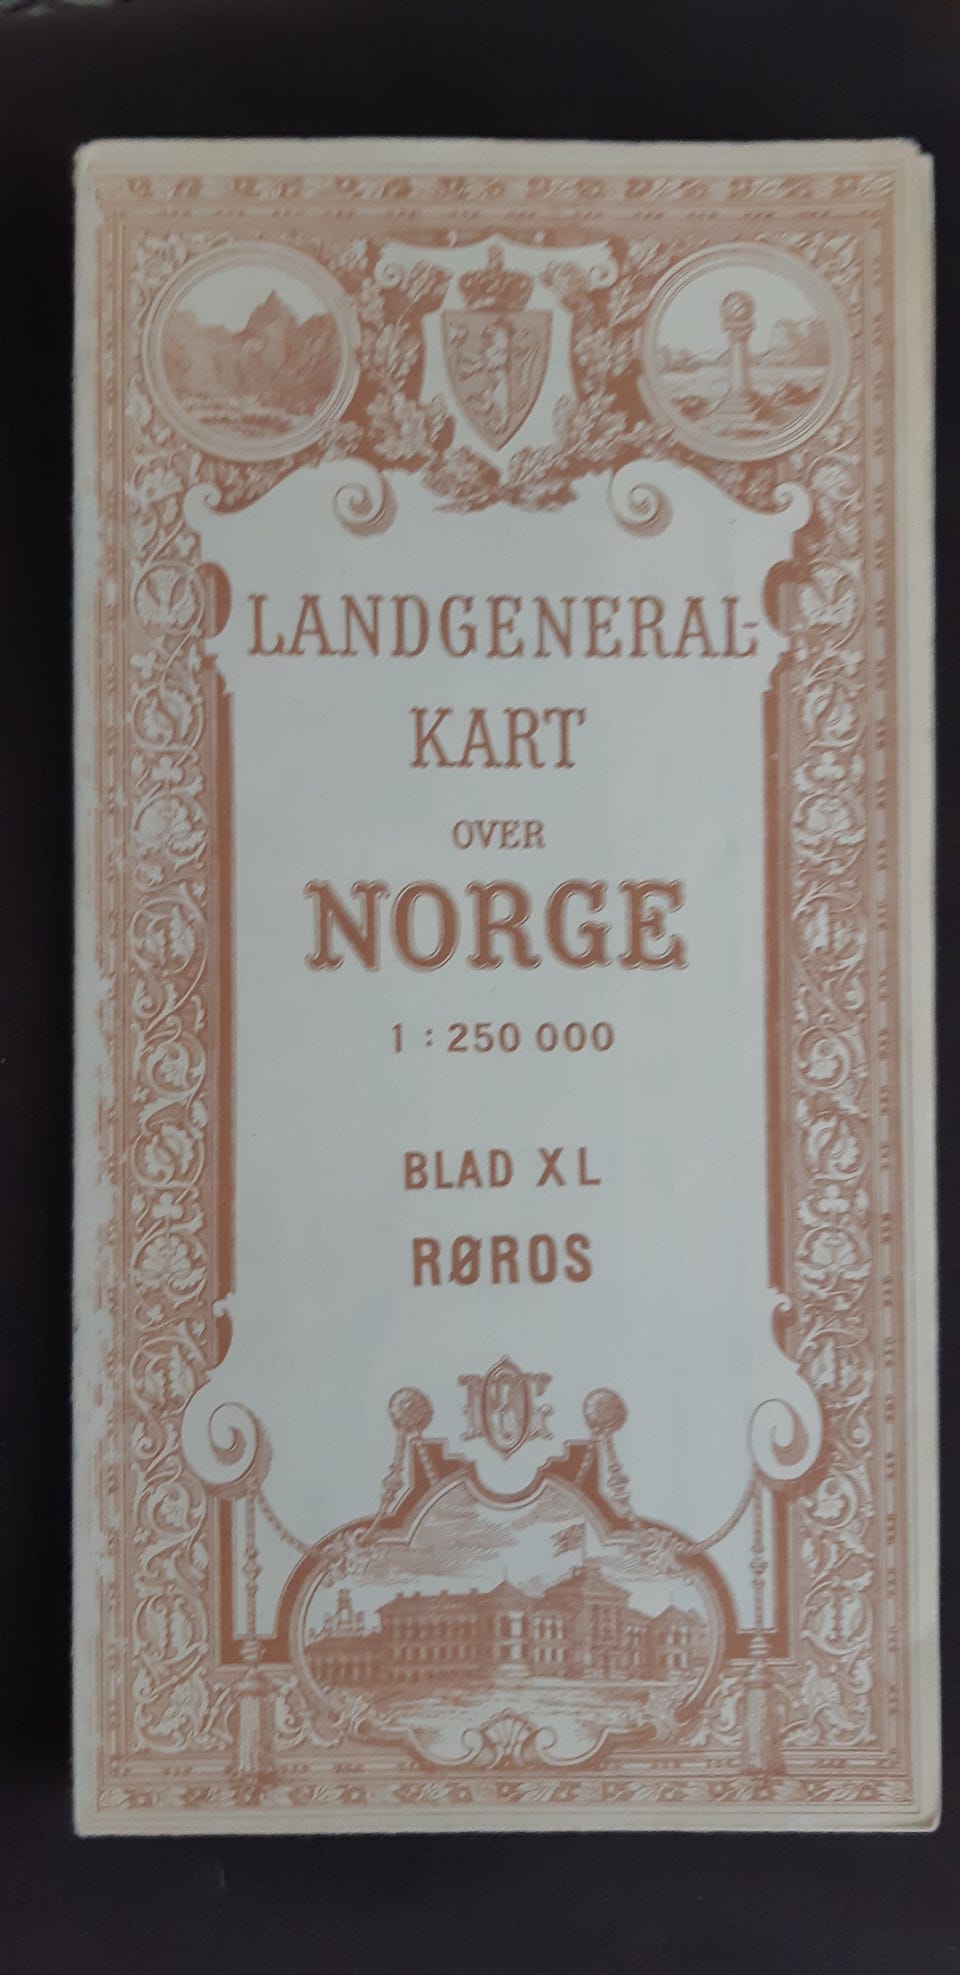 LANDGENERAL-
KART
OVER
NORGE
1 : 250 000
BLAD XL
RØROS